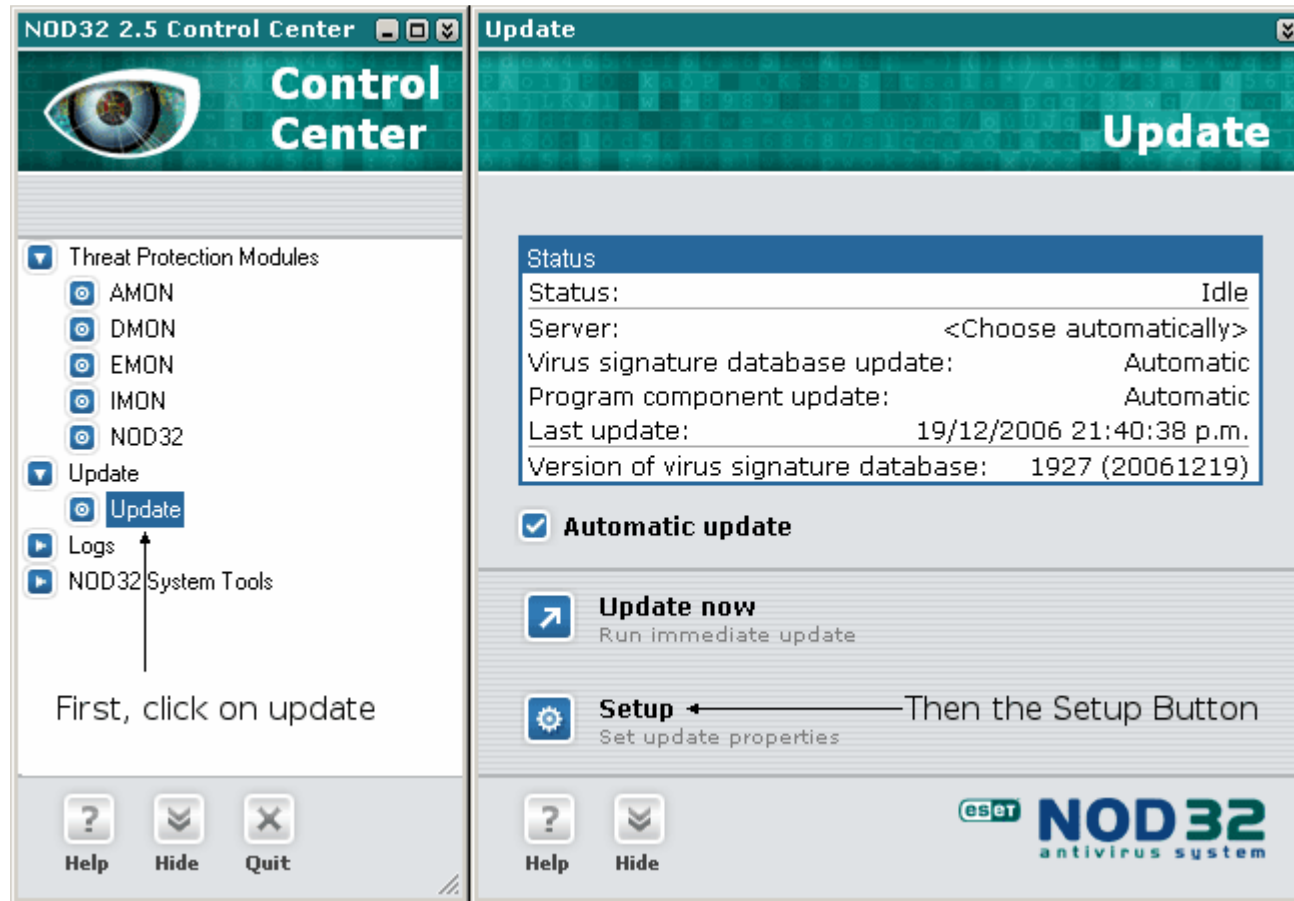 NOD32 2.5 Control Center
Control
Center
Threat Protection Modules
AMON
DMON
EMON
IMON
NOD32
Update
Update
Logs
NOD32 System Tools
First, click on update
Help Hide Quit
Update
Update
Status
Status: Idle
Server: <Choose automatically>
Virus signature database update: Automatic
Program component update: Automatic
Last update: 19/12/2006 21:40:38 p.m.
Version of virus signature database: 1927 (20061219)
Automatic update
Update now
Run immediate update
Setup Then the Setup Button
Set update properties
Help Hide
eset NOD32
antivirus system